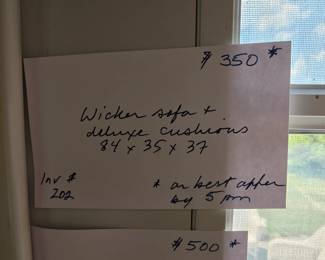 $350*
Wicker sofa +
deluxe cushions
84 x 35 x 37
Inv #
202
* or best offer
by 5 pm
$500 *